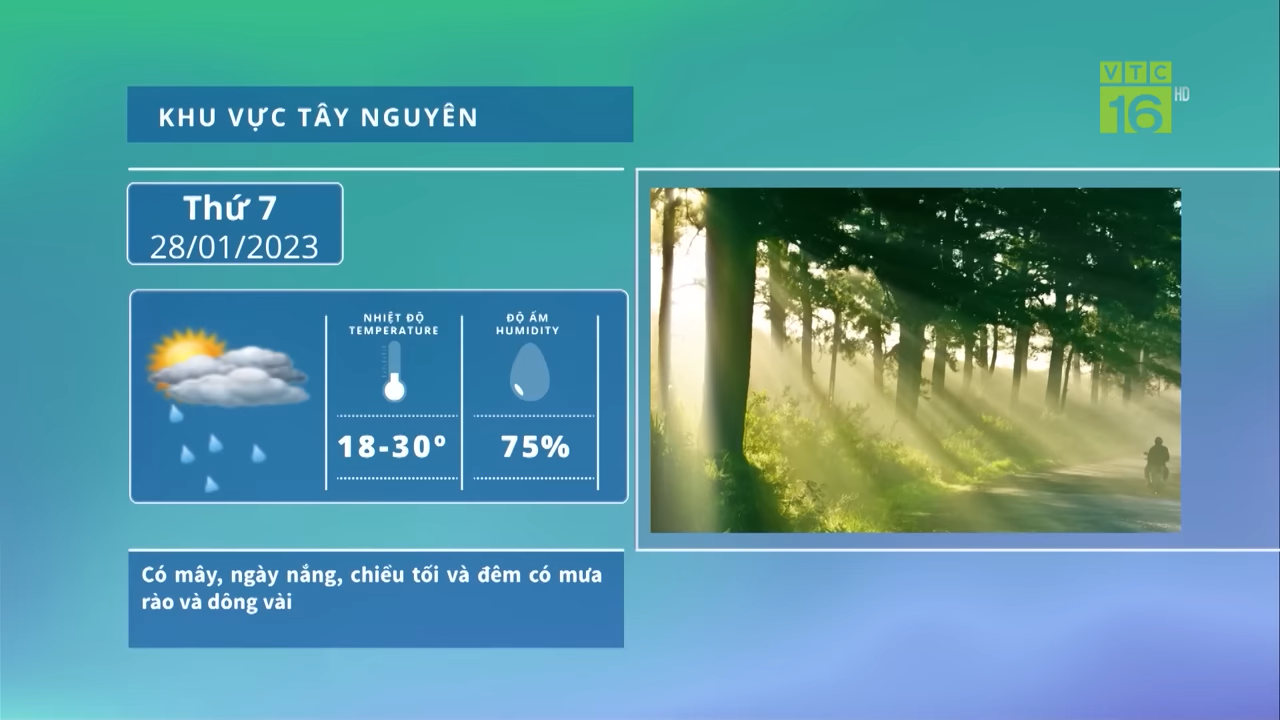 KHU VỰC TÂY NGUYÊN
VTC
16
HD
Thứ 7
28/01/2023
NHIỆT ĐỘ
TEMPERATURE
18-30º
ĐỘ ẨM
HUMIDITY
75%
Có mây, ngày nắng, chiều tối và đêm có mưa
rào và dông vài